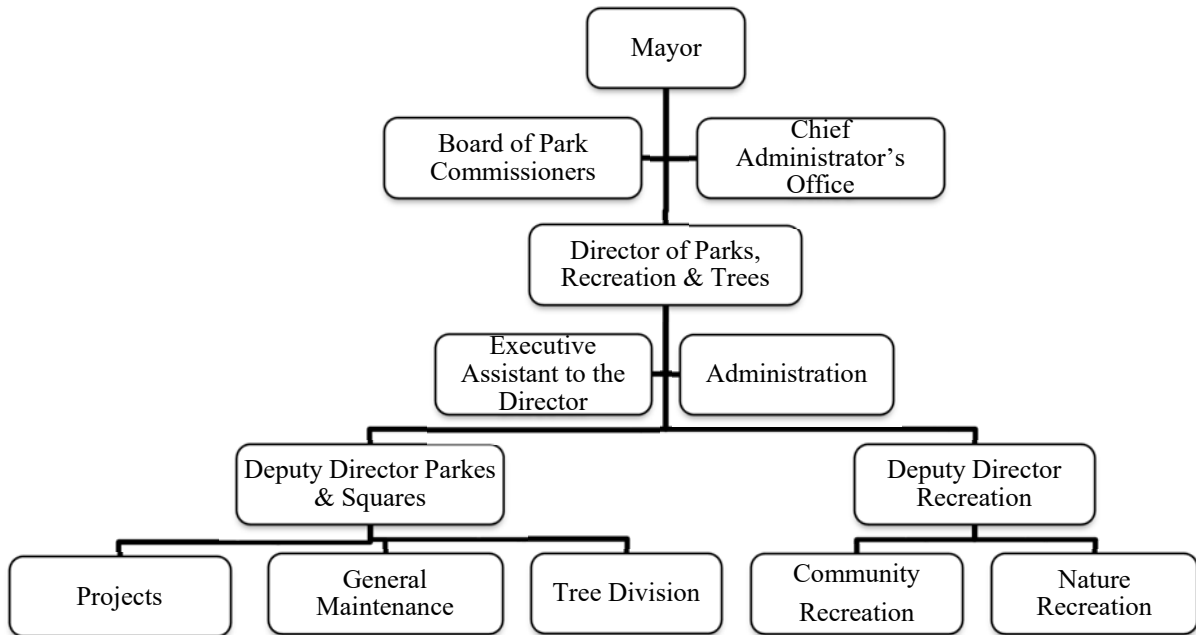 Mayor
Board of Park
Commissioners
Chief
Administrator’s
Office
Director of Parks,
Recreation & Trees
Executive
Assistant to the
Director
Administration
Deputy Director Parkes
& Squares
Deputy Director
Recreation
Projects
General
Maintenance
Tree Division
Community
Recreation
Nature
Recreation